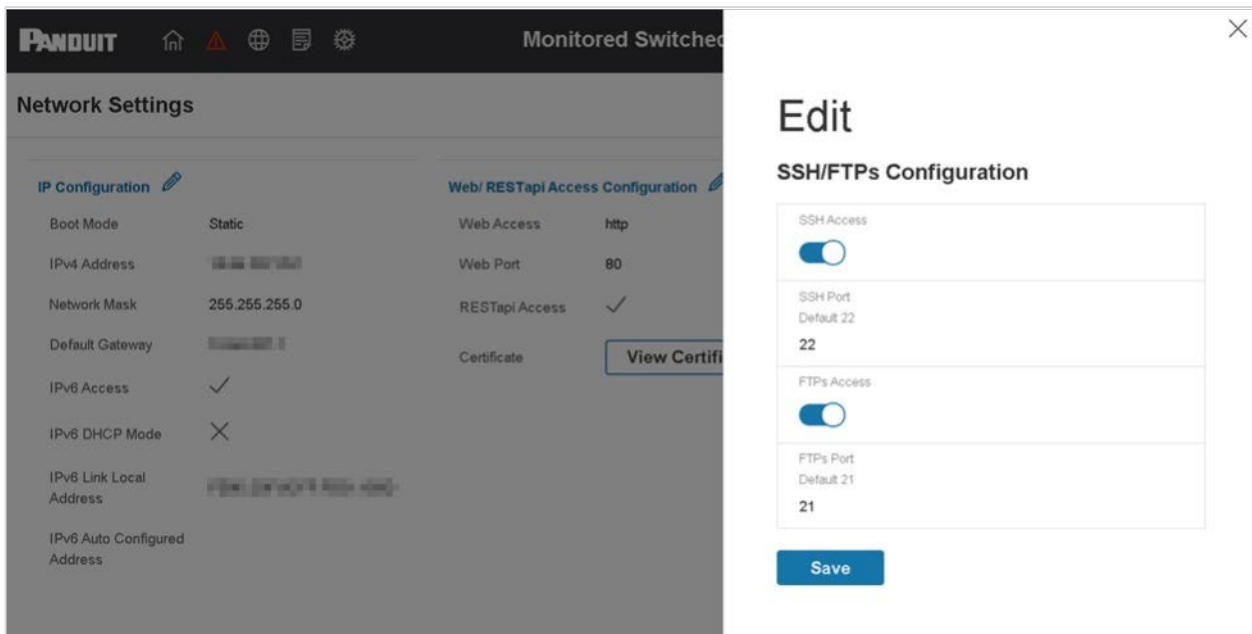 PANDUIT
Monitored Switched
Network Settings
IP Configuration
Boot Mode Static
IPv4 Address
Network Mask 255.255.255.0
Default Gateway
IPv6 Access
IPv6 DHCP Mode
IPv6 Link Local
Address
IPv6 Auto Configured
Address
Web/ RESTapi Access Configuration
Web Access http
Web Port 80
RESTapi Access
Certificate View Certifi
Edit
SSH/FTPs Configuration
SSH Access
SSH Port
Default 22
22
FTPs Access
FTPs Port
Default 21
21
Save